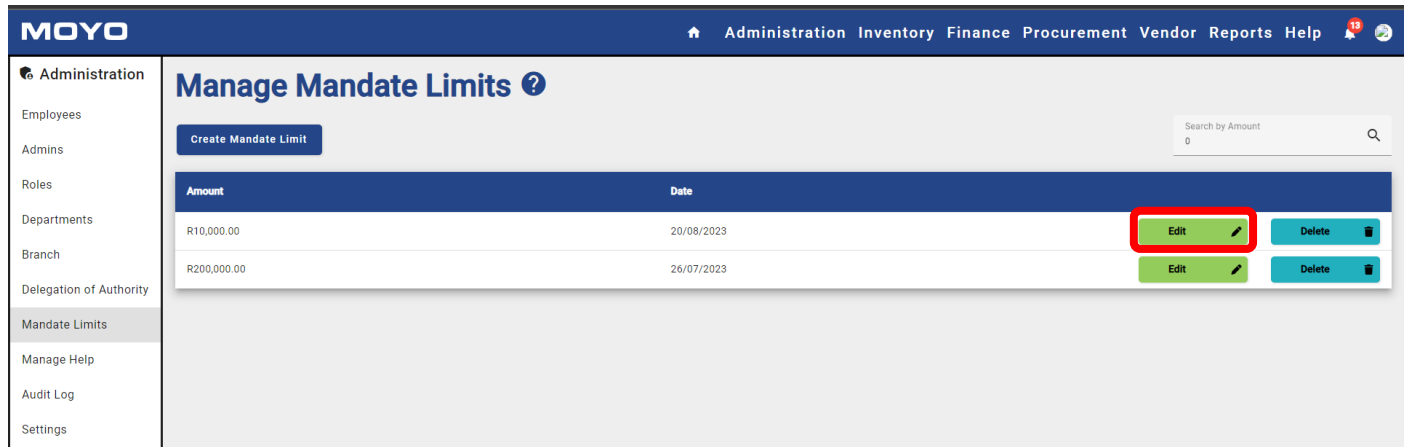 MOYO
Administration Inventory Finance Procurement Vendor Reports Help 13
Administration
Employees
Admins
Roles
Departments
Branch
Delegation of Authority
Mandate Limits
Manage Help
Audit Log
Settings
Manage Mandate Limits ?
Create Mandate Limit
Search by Amount
0
Amount Date
R10,000.00 20/08/2023 Edit Delete
R200,000.00 26/07/2023 Edit Delete